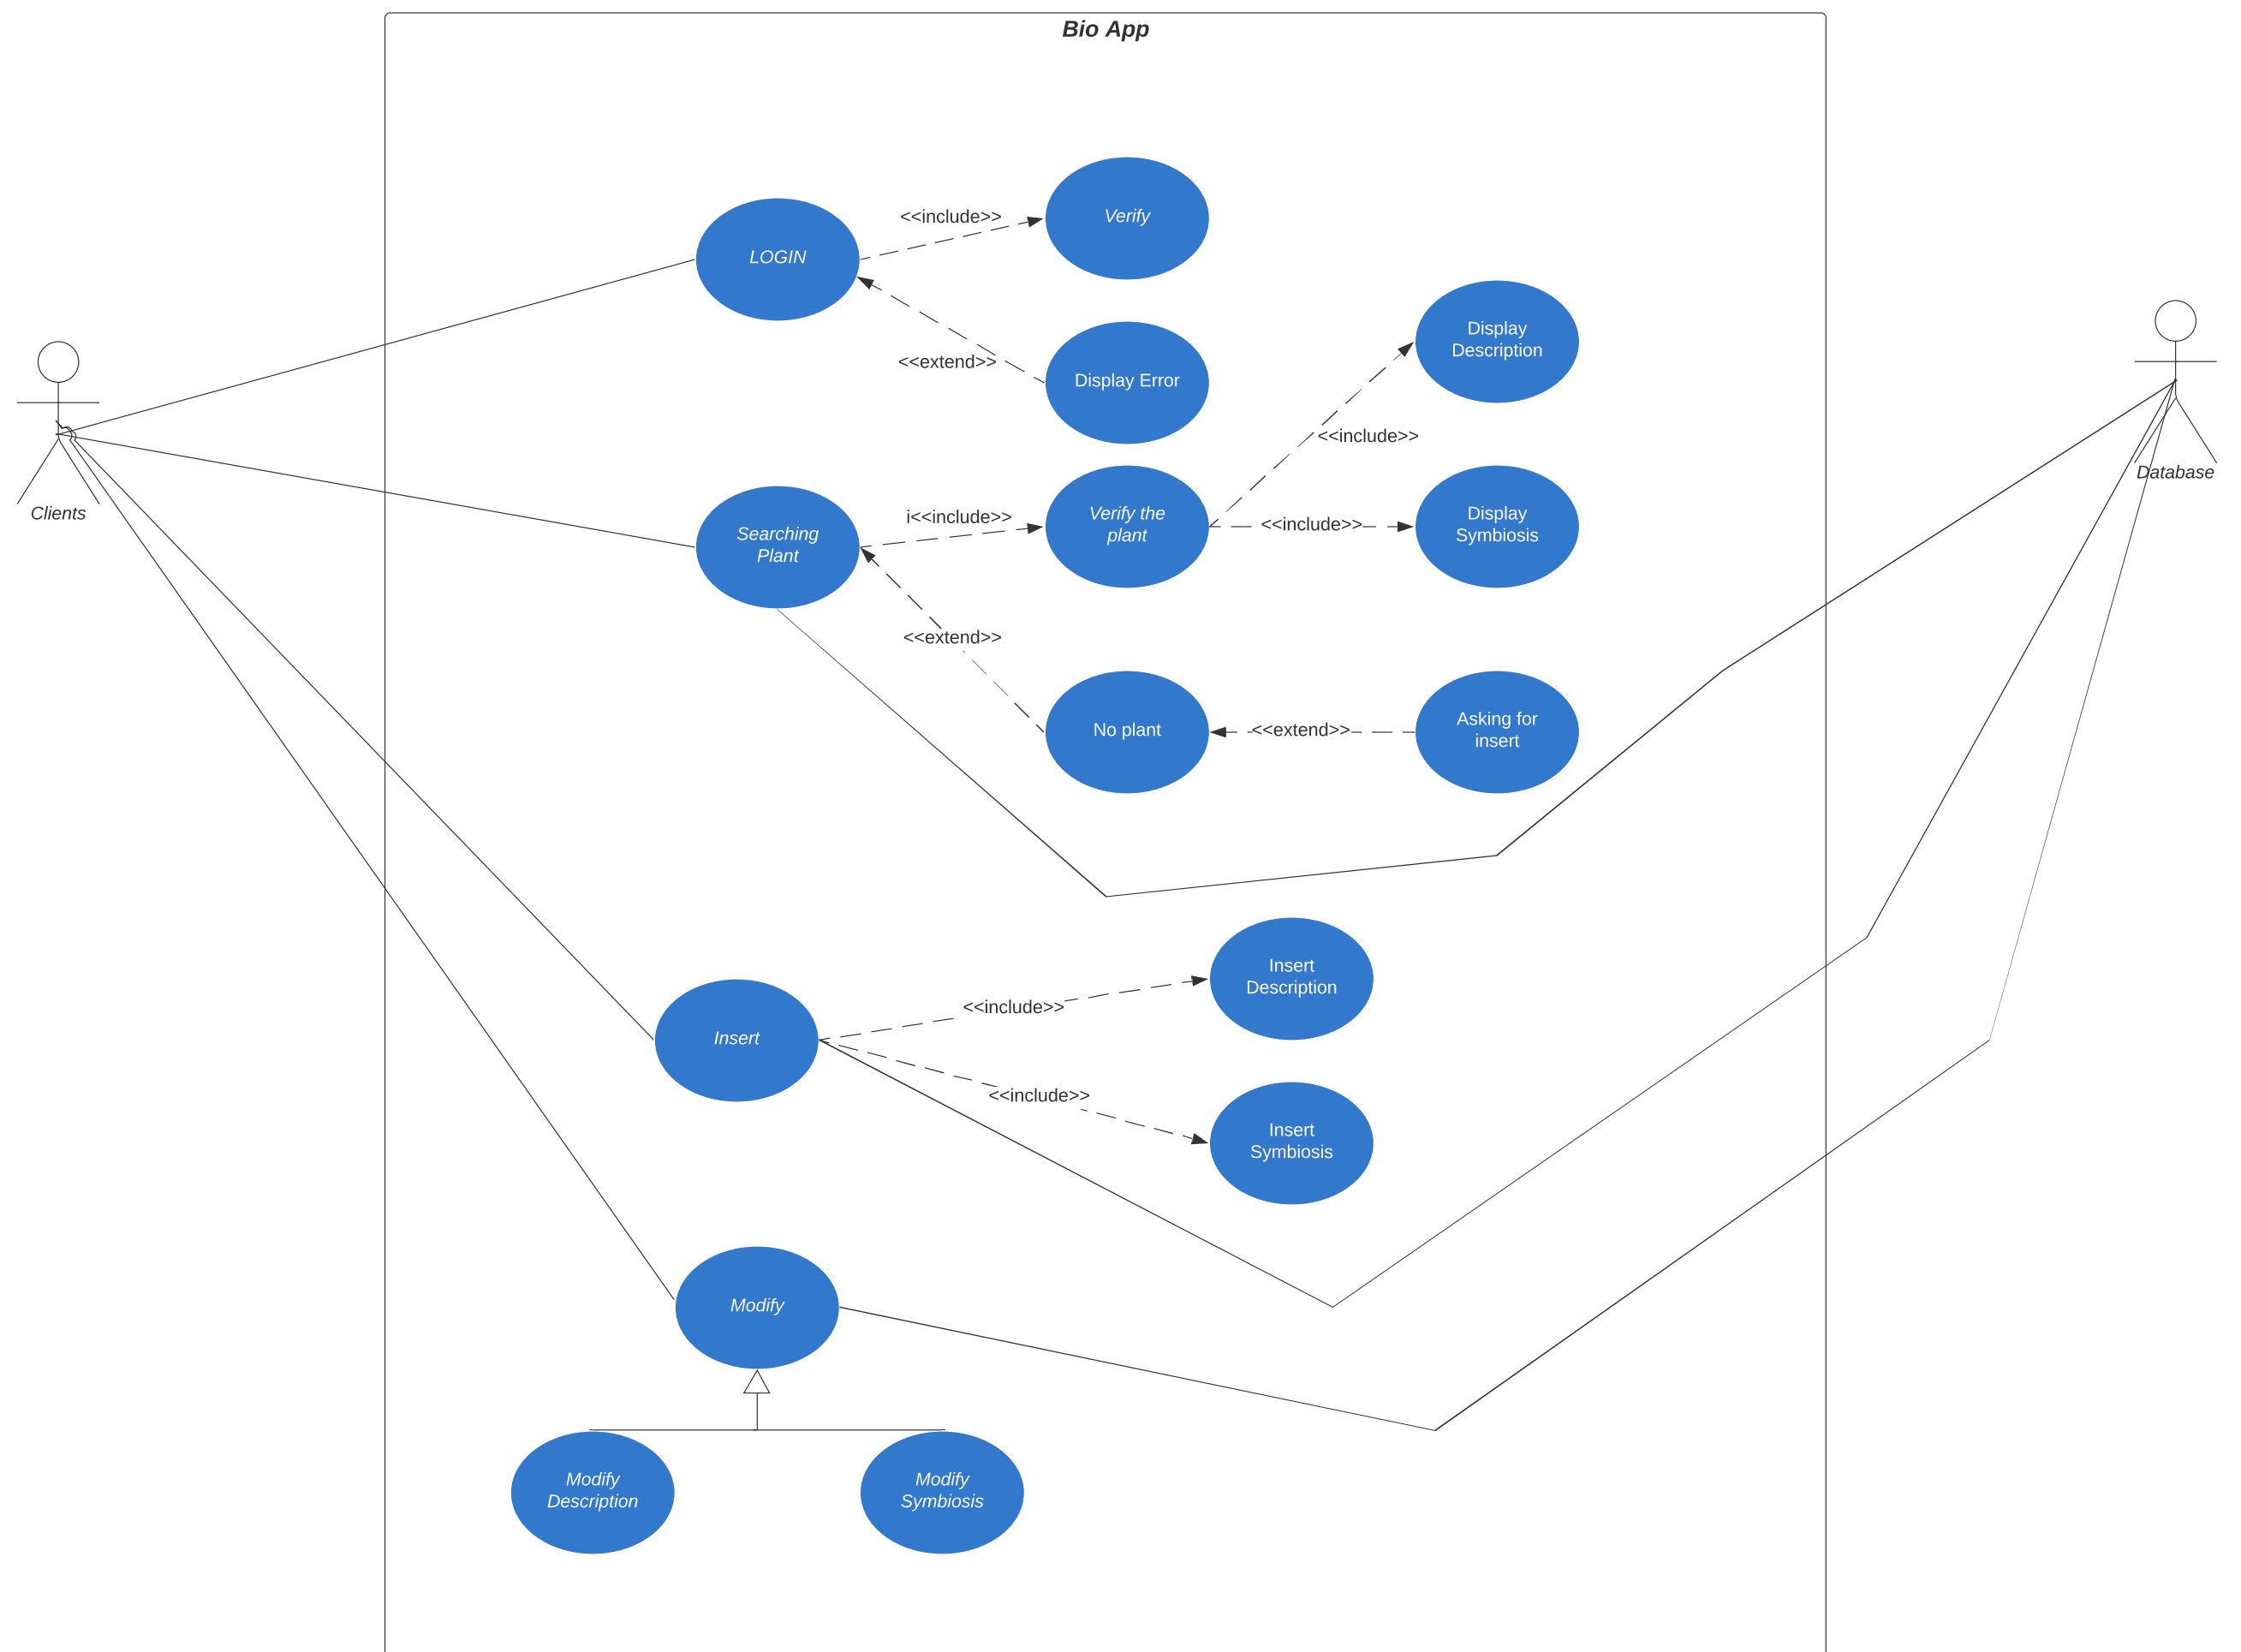 Bio App
<<include>>
Verify
LOGIN
<<extend>>
Display Error
Display
Description
<<include>>
Clients
Database
Searching
Plant
i<<include>>
Verify the
plant
<<include>>
Display
Symbiosis
<<extend>>
No plant
<<extend>>
Asking for
insert
Insert
<<include>>
Insert
Description
<<include>>
Insert
Symbiosis
Modify
Modify
Description
Modify
Symbiosis